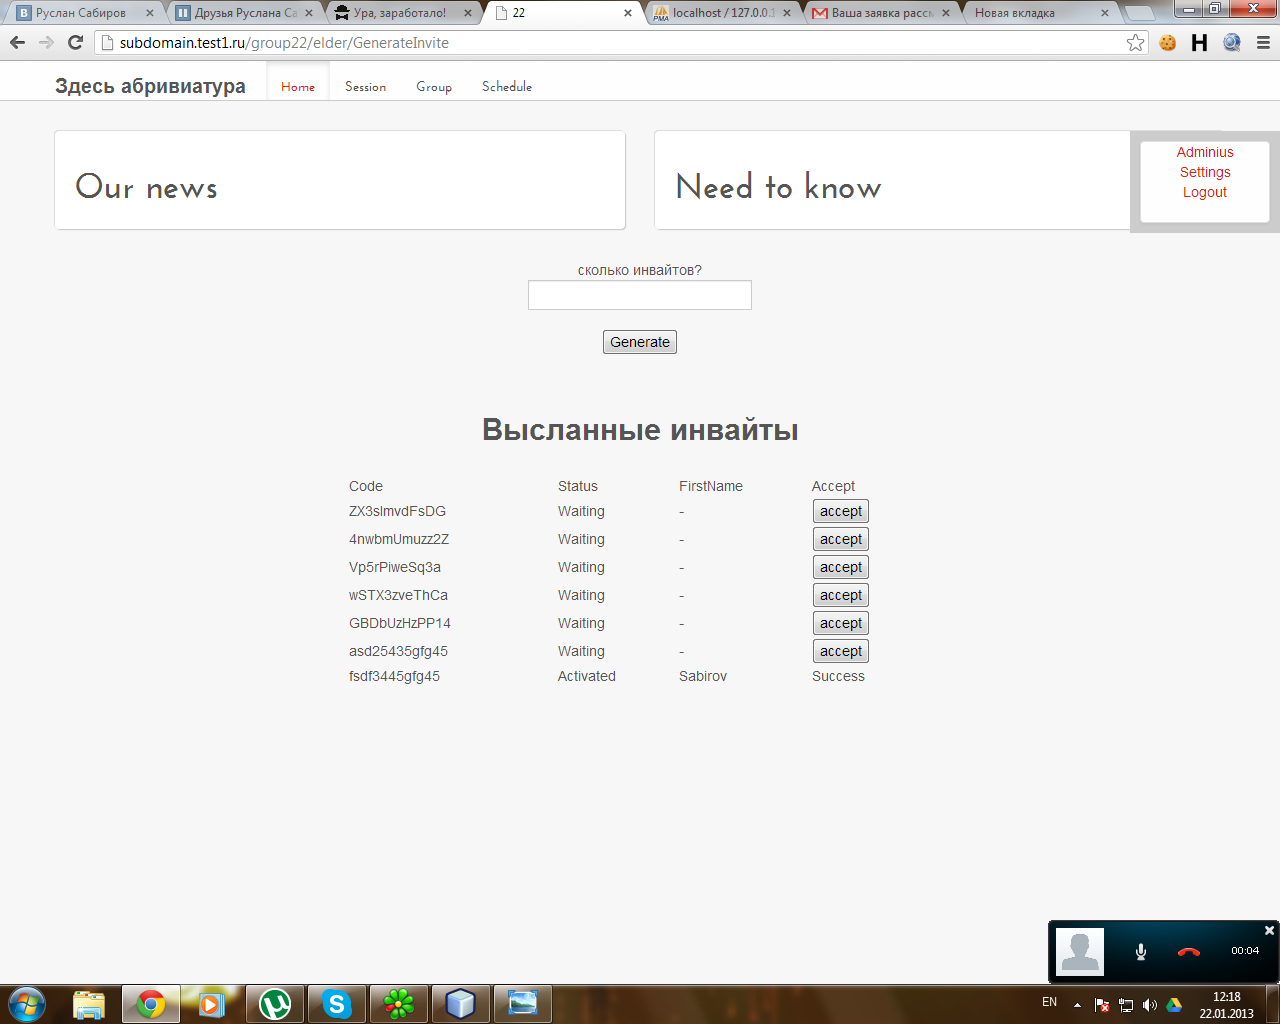 Руслан Сабиров
Друзья Руслана Са
Ура, заработало!
22
localhost / 127.0.0.1
Ваша заявка рассм
Новая вкладка
subdomain.test1.ru/group22/elder/GenerateInvite
Здесь абривиатура
Home
Session
Group
Schedule
Our news
Need to know
Adminius
Settings
Logout
сколько инвайтов?
Generate
Высланные инвайты
Code Status FirstName Accept
ZX3slmvdFsDG Waiting - accept
4nwbmUmuzz2Z Waiting - accept
Vp5rPiweSq3a Waiting - accept
wSTX3zveThCa Waiting - accept
GBDbUzHzPP14 Waiting - accept
asd25435gfg45 Waiting - accept
fsdf3445gfg45 Activated Sabirov Success
00:04
EN
12:18
22.01.2013